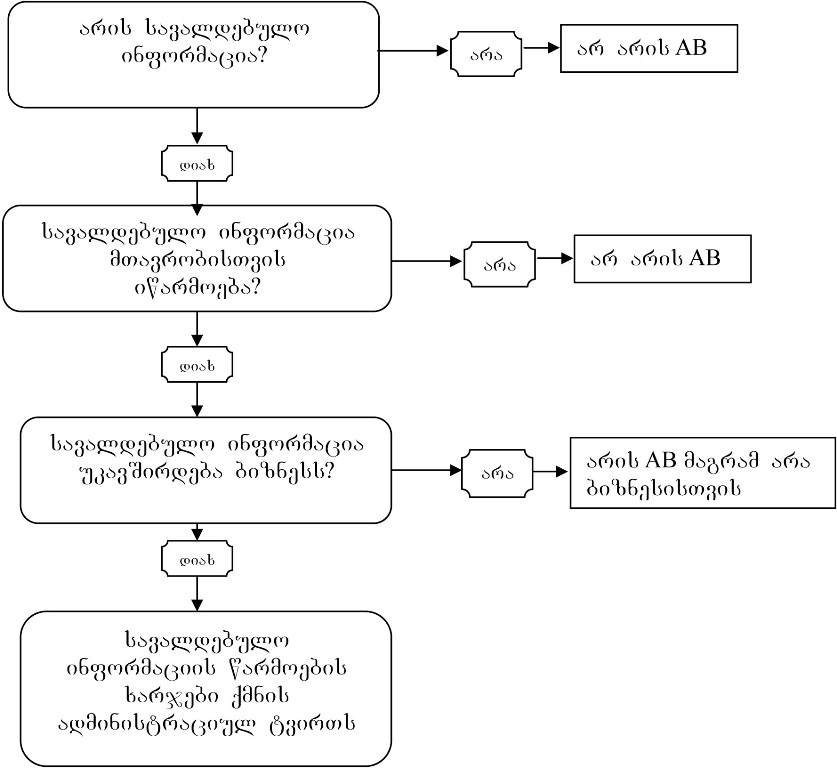 არის სავალდებულო
ინფორმაცია?
არა
არ არის AB
დიახ
სავალდებულო ინფორმაცია
მთავრობისთვის
იწარმოება?
არა
არ არის AB
დიახ
სავალდებულო ინფორმაცია
უკავშირდება ბიზნესს?
არა
არის AB მაგრამ არა
ბიზნესისთვის
დიახ
სავალდებულო
ინფორმაციის წარმოების
ხარჯები ქმნის
ადმინისტრაციულ ტვირთს